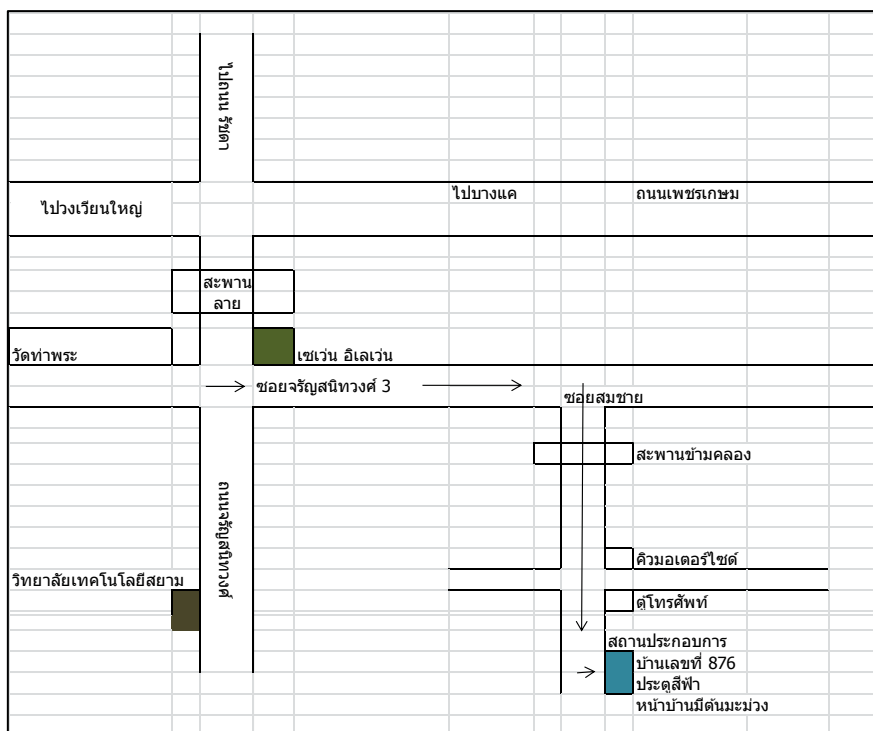 ไปถนน รัชดา
ไปบางแค
ถนนเพชรเกษม
ไปวงเวียนใหญ่
สะพาน
ลาย
วัดท่าพระ
เซเว่น อิเลเว่น
ซอยจรัญสนิทวงศ์ 3
ซอยสมชาย
สะพานข้ามคลอง
ถนนจรัญสนิทวงศ์
คิวมอเตอร์ไซด์
วิทยาลัยเทคโนโลยีสยาม
ตู้โทรศัพท์
สถานประกอบการ
บ้านเลขที่ 876
ประตูสีฟ้า
หน้าบ้านมีต้นมะม่วง